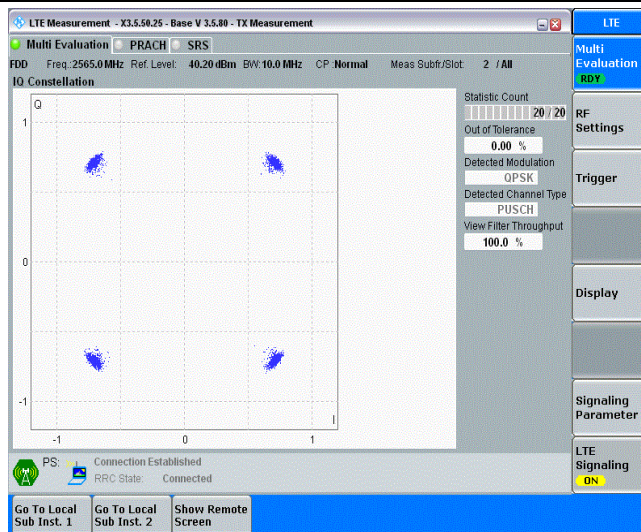 LTE Measurement - X3.5.50.25 - Base V 3.5.80 - TX Measurement
LTE
Multi Evaluation PRACH SRS
Multi
Evaluation
RDY
FDD Freq.:2565.0 MHz Ref. Level: 40.20 dBm BW:10.0 MHz CP :Normal Meas Subfr./Slot: 2 / All
IQ Constellation
Q
1
0
-1
-1 0 1
I
Statistic Count
20 / 20
Out of Tolerance
0.00 %
Detected Modulation
QPSK
Detected Channel Type
PUSCH
View Filter Throughput
100.0 %
RF
Settings
Trigger
Display
Signaling
Parameter
LTE
Signaling
ON
PS: Connection Established
RRC State: Connected
Go To Local
Sub Inst. 1
Go To Local
Sub Inst. 2
Show Remote
Screen